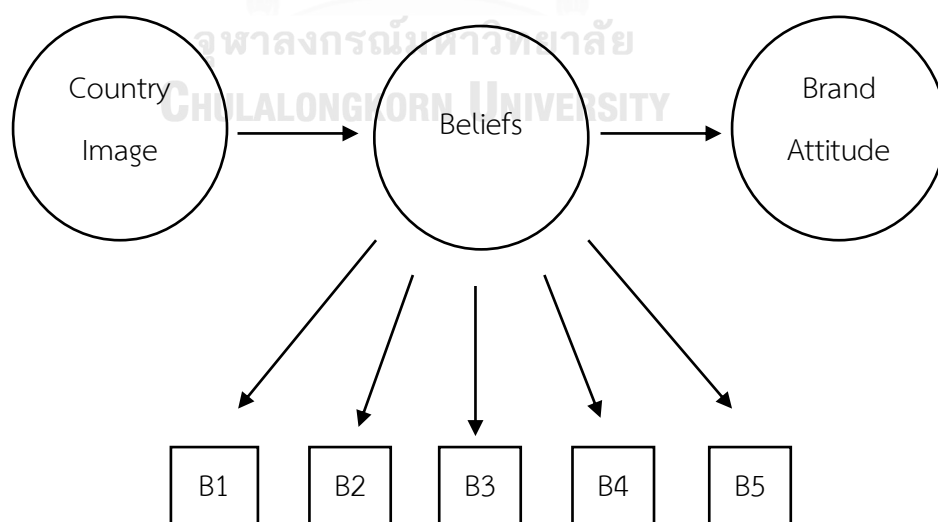 จุฬาลงกรณ์มหาวิทยาลัย
CHULALONGKORN UNIVERSITY
Country
Image
Beliefs
Brand
Attitude
B1
B2
B3
B4
B5